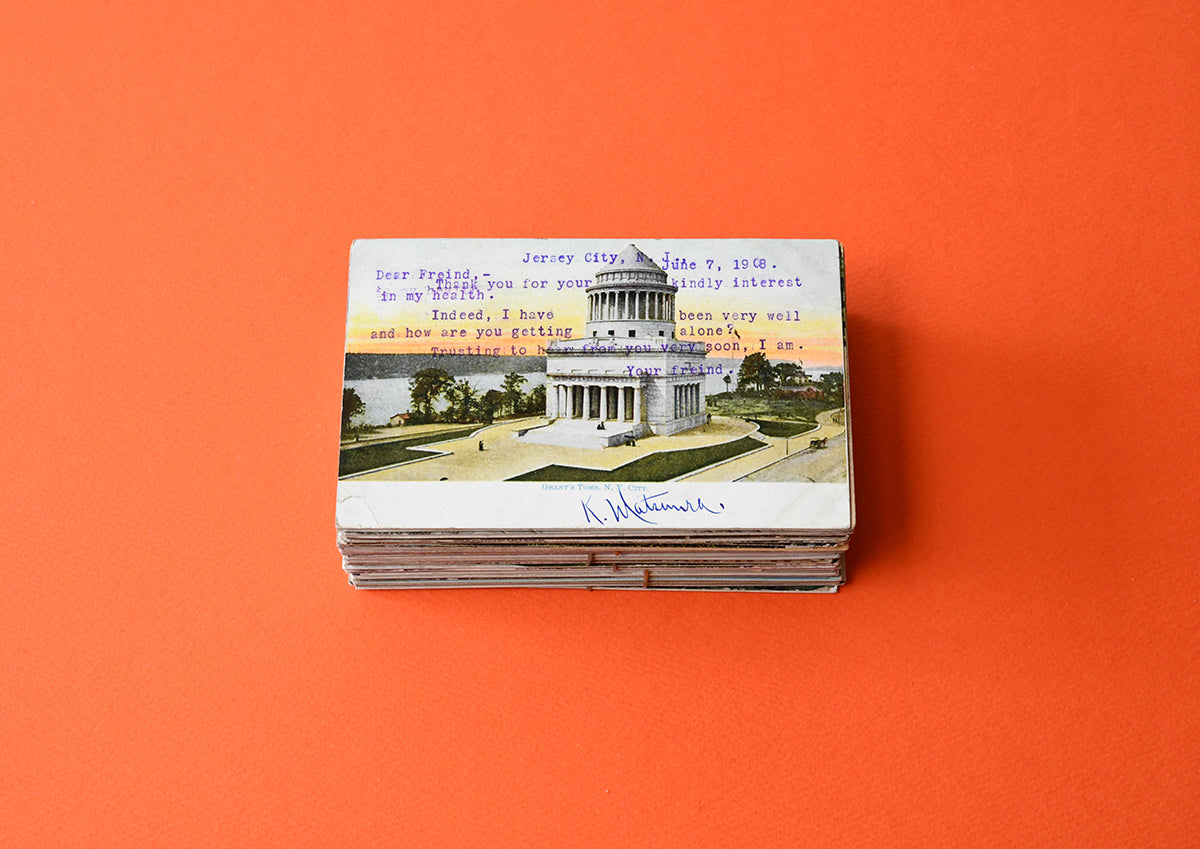 Jersey City, N. J.,
June 7, 1908.
Dear Freind,-
Thank you for your kindly interest
in my health.
Indeed, I have been very well
and how are you getting alone?
Trusting to hear from you very soon, I am.
Your freind.
GRANT'S TOMB, N. Y. CITY.
K. Matsuura.